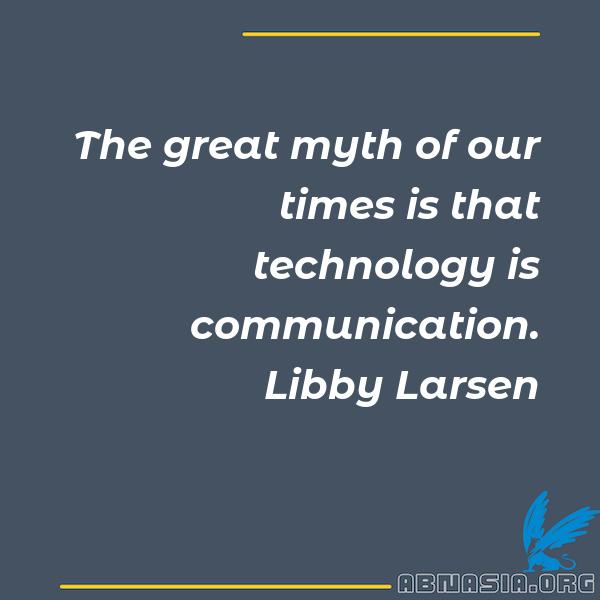 The great myth of our
times is that
technology is
communication.
Libby Larsen
ABNASIA.ORG